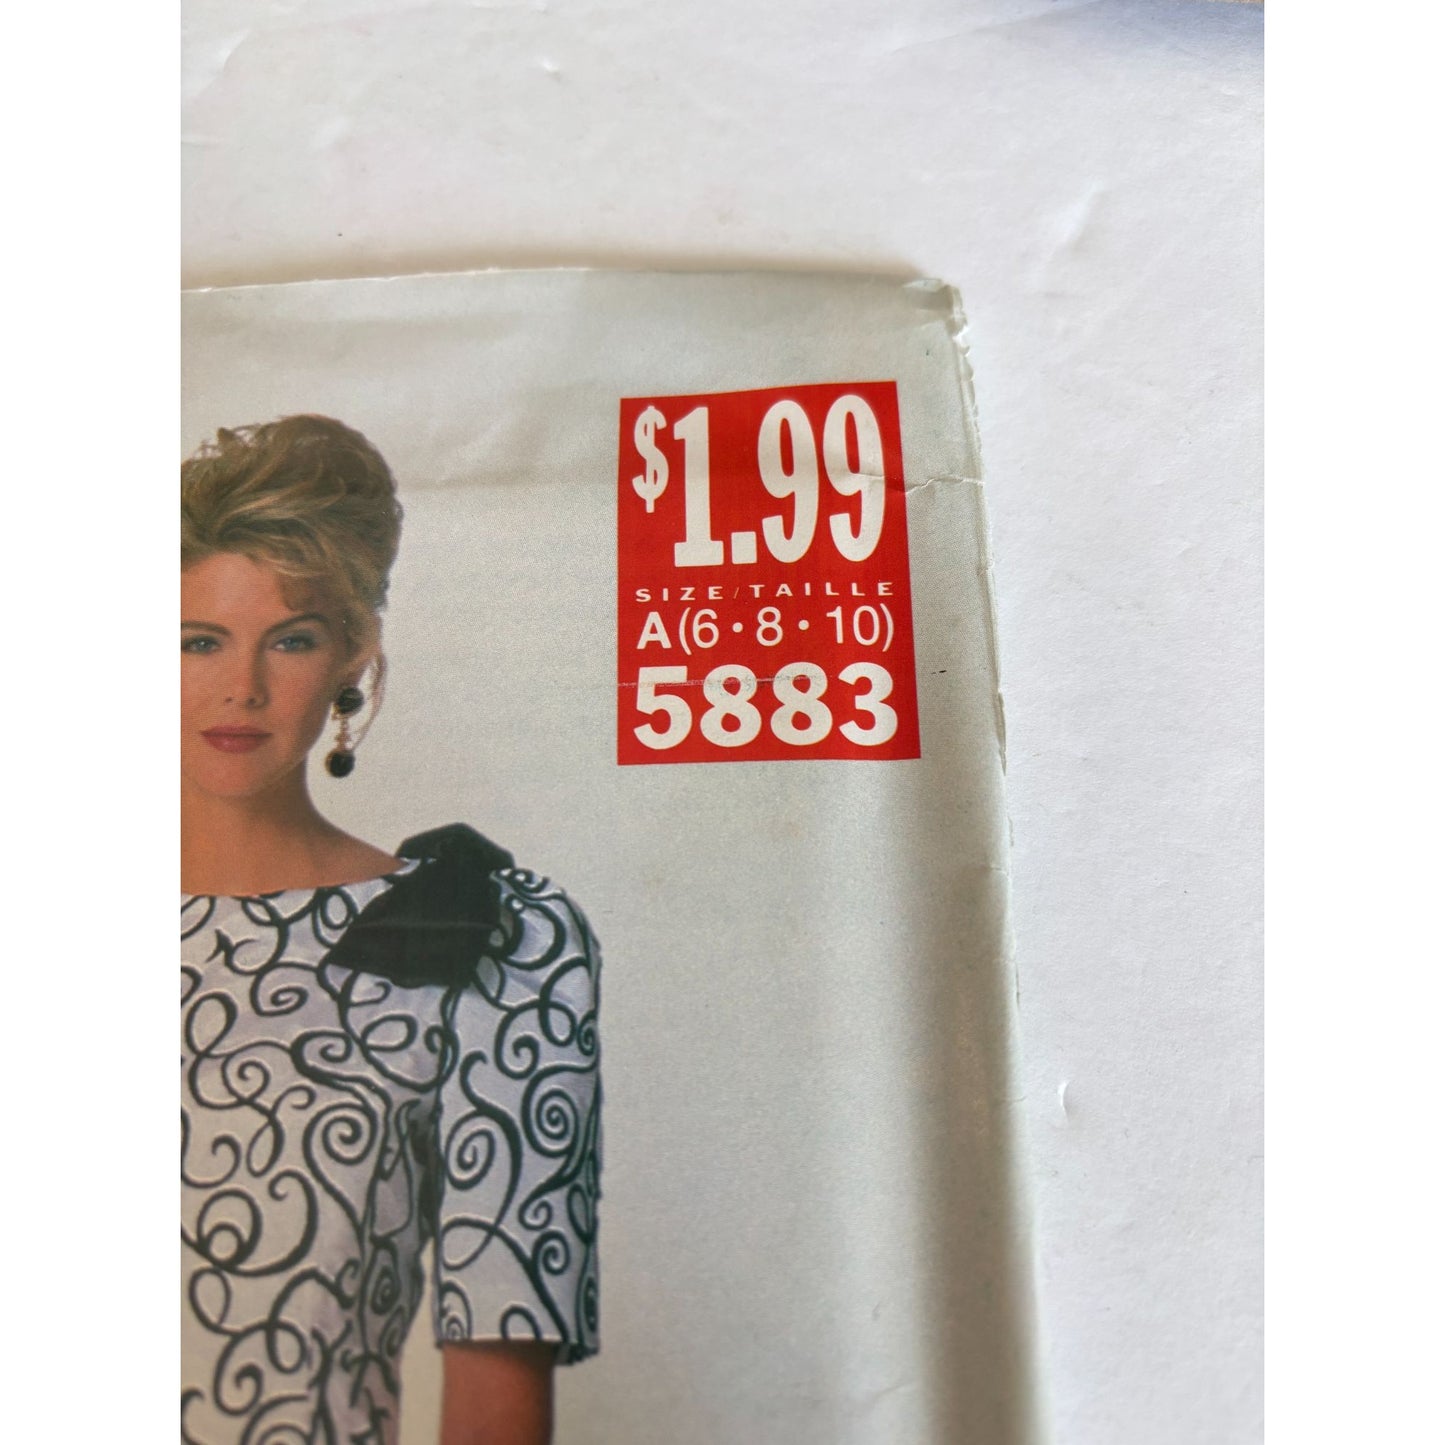 $1.99
SIZE/TAILLE
A (6 • 8 • 10)
5883